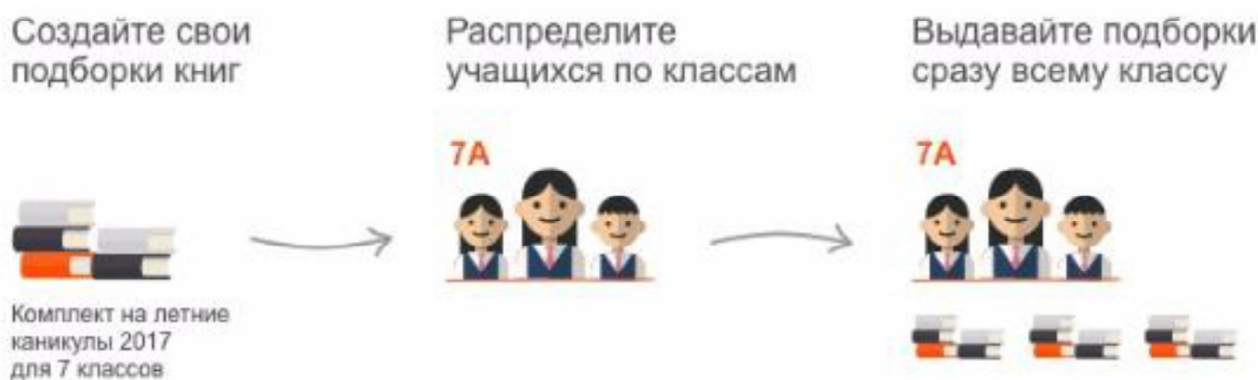 Создайте свои
подборки книг
Распределите
учащихся по классам
Выдавайте подборки
сразу всему классу
7А
7А
Комплект на летние
каникулы 2017
для 7 классов